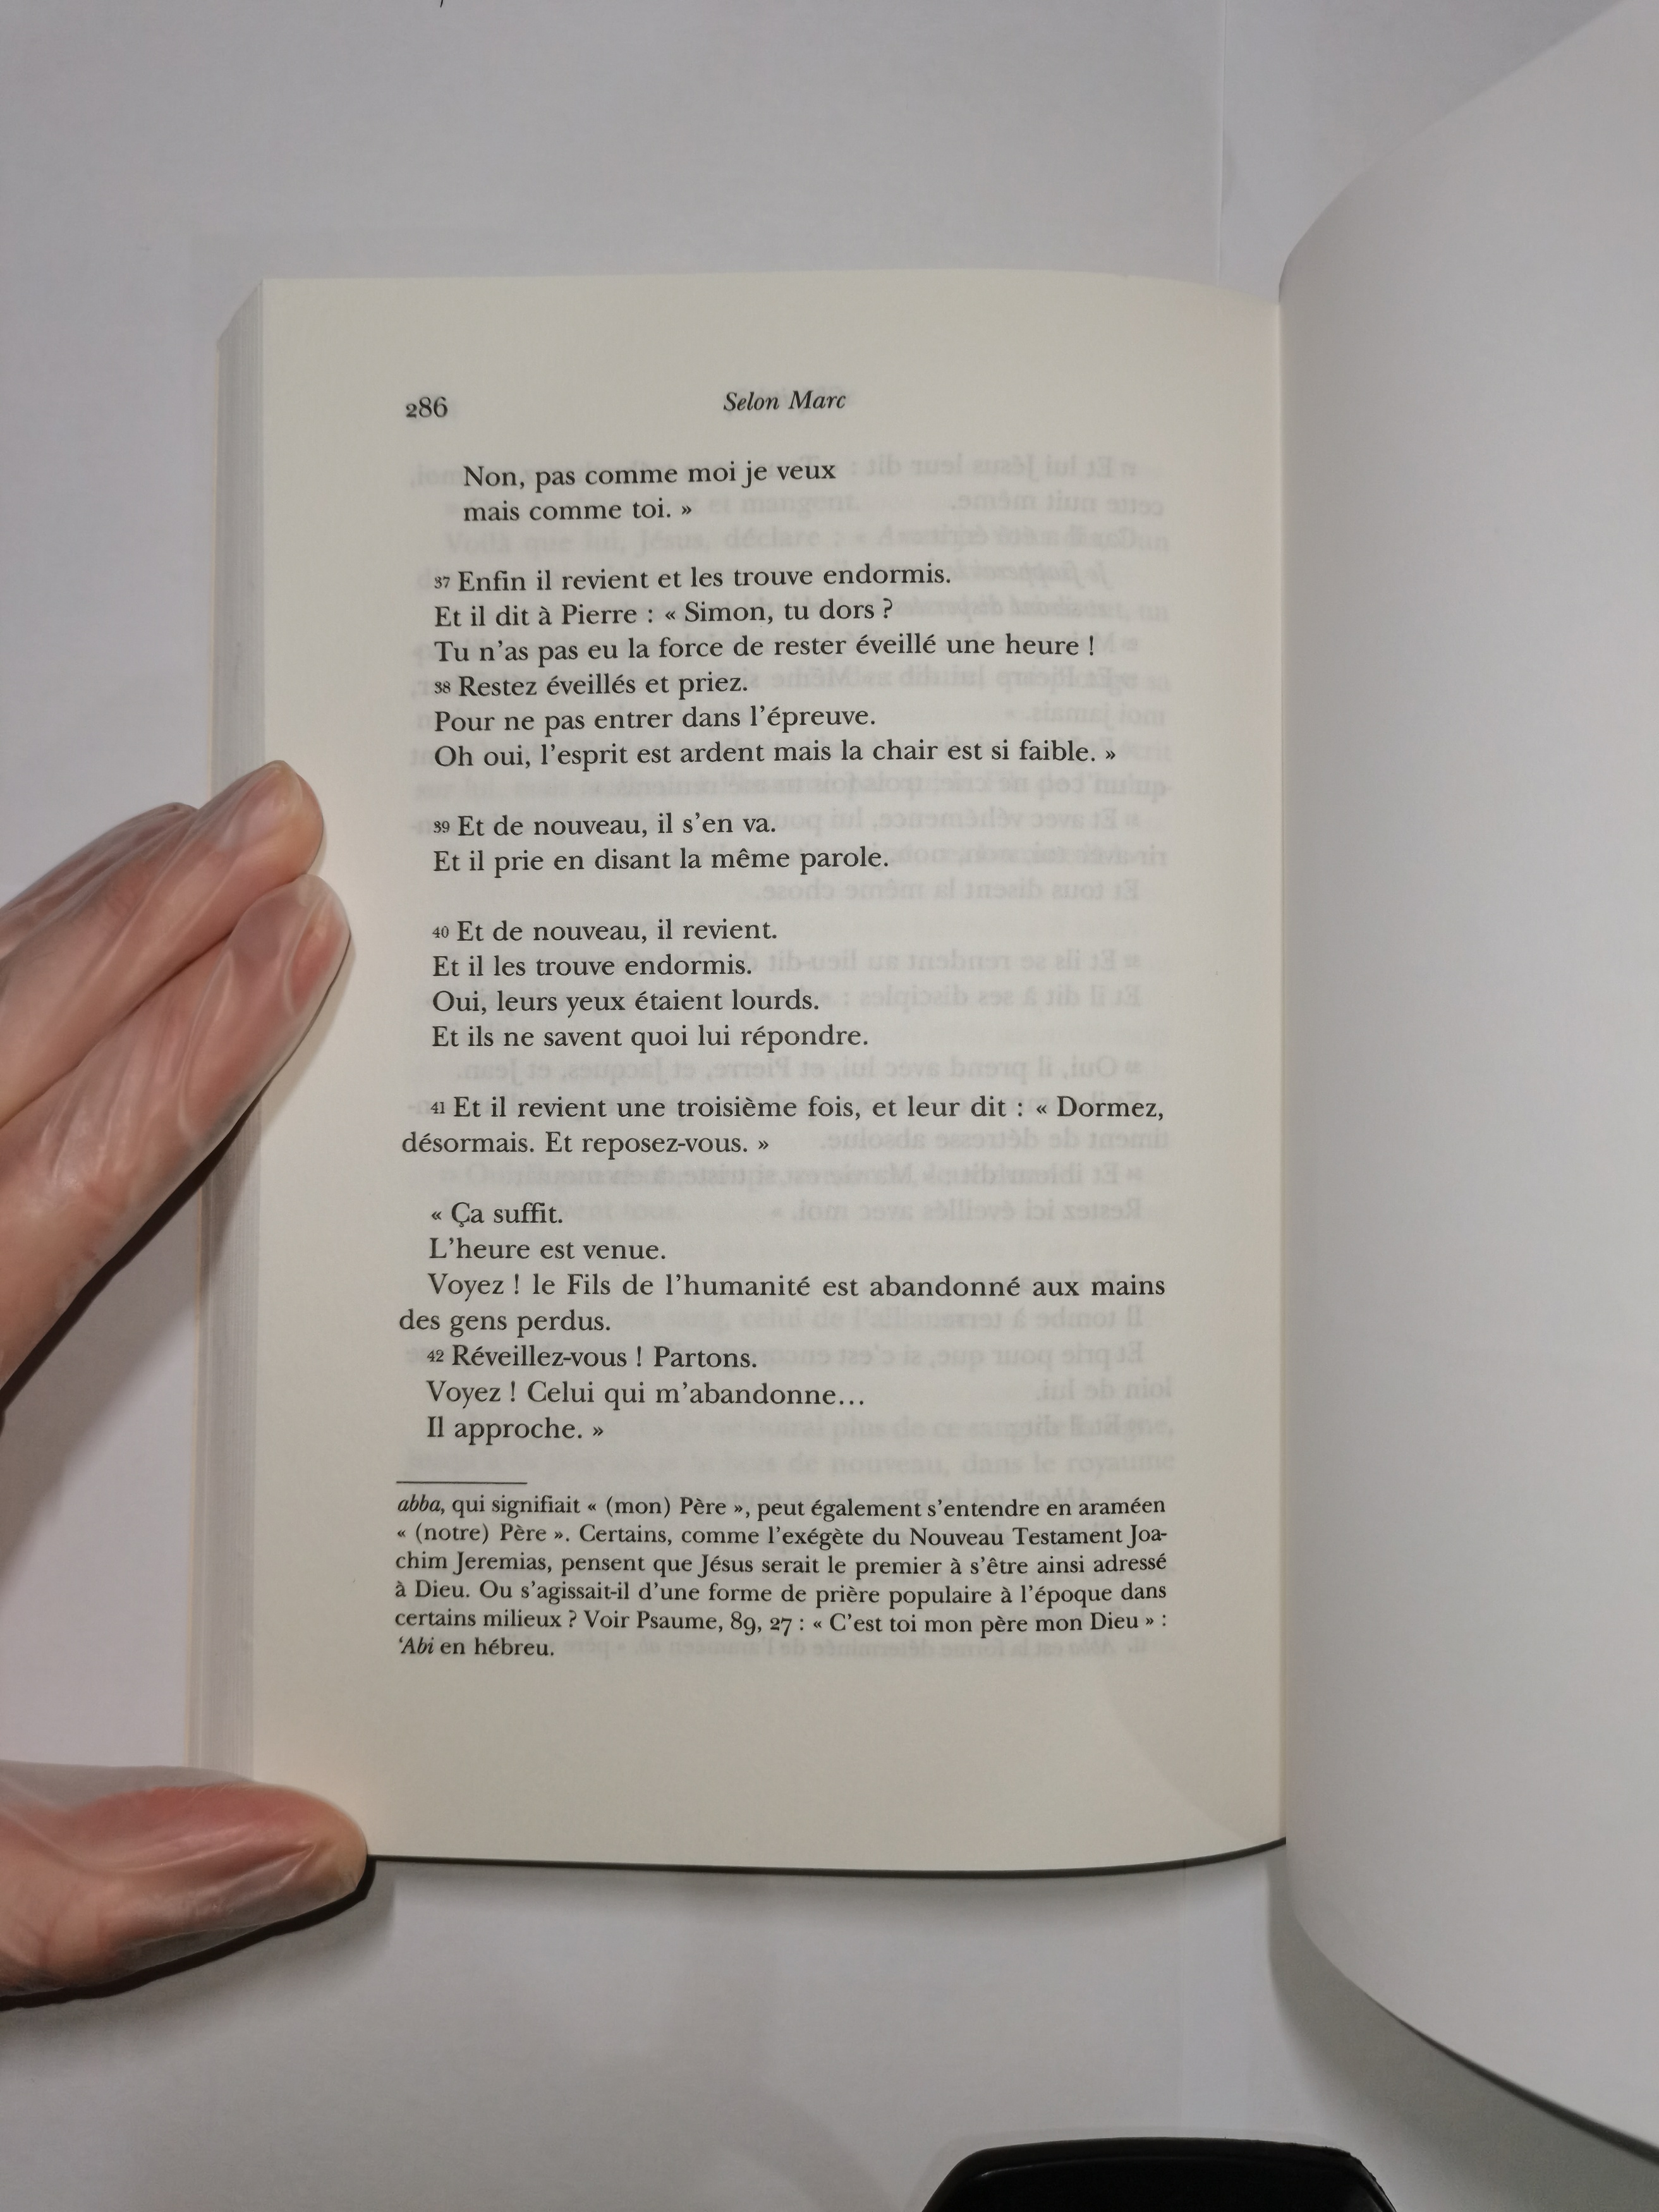 286
Selon Marc
Non, pas comme moi je veux
mais comme toi. »
37 Enfin il revient et les trouve endormis.
Et il dit à Pierre : « Simon, tu dors ?
Tu n'as pas eu la force de rester éveillé une heure !
38 Restez éveillés et priez.
Pour ne pas entrer dans l'épreuve.
Oh oui, l'esprit est ardent mais la chair est si faible. »
39 Et de nouveau, il s'en va.
Et il prie en disant la même parole.
40 Et de nouveau, il revient.
Et il les trouve endormis.
Oui, leurs yeux étaient lourds.
Et ils ne savent quoi lui répondre.
41 Et il revient une troisième fois, et leur dit : « Dormez,
désormais. Et reposez-vous. »
« Ça suffit.
L'heure est venue.
Voyez ! le Fils de l'humanité est abandonné aux mains
des gens perdus.
42 Réveillez-vous ! Partons.
Voyez ! Celui qui m'abandonne…
Il approche. »
abba, qui signifiait « (mon) Père », peut également s'entendre en araméen
« (notre) Père ». Certains, comme l'exégète du Nouveau Testament Joa-
chim Jeremias, pensent que Jésus serait le premier à s'être ainsi adressé
à Dieu. Ou s'agissait-il d'une forme de prière populaire à l'époque dans
certains milieux ? Voir Psaume, 89, 27 : « C'est toi mon père mon Dieu » :
'Abi en hébreu.